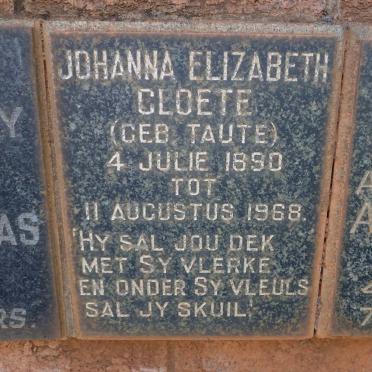 JOHANNA ELIZABETH
CLOETE
(GEB. TAUTE)
4 JULIE 1890
TOT
11 AUGUSTUS 1968.
'HY SAL JOU DEK
MET SY VLERKE
EN ONDER SY VLEULS
SAL JY SKUIL.'